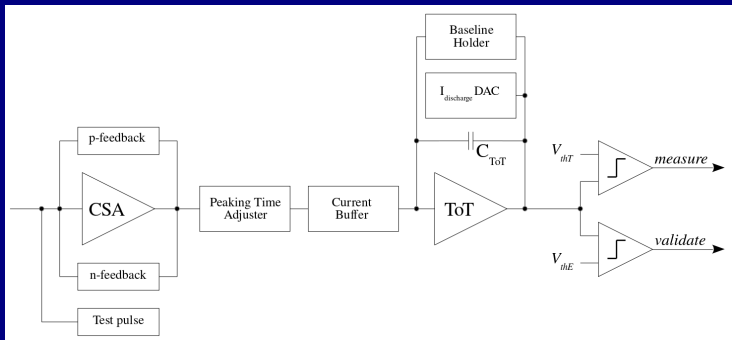 Baseline
Holder
I discharge DAC
p-feedback
C ToT
V thT
measure
CSA
Peaking Time
Adjuster
Current
Buffer
ToT
validate
V thE
n-feedback
Test pulse